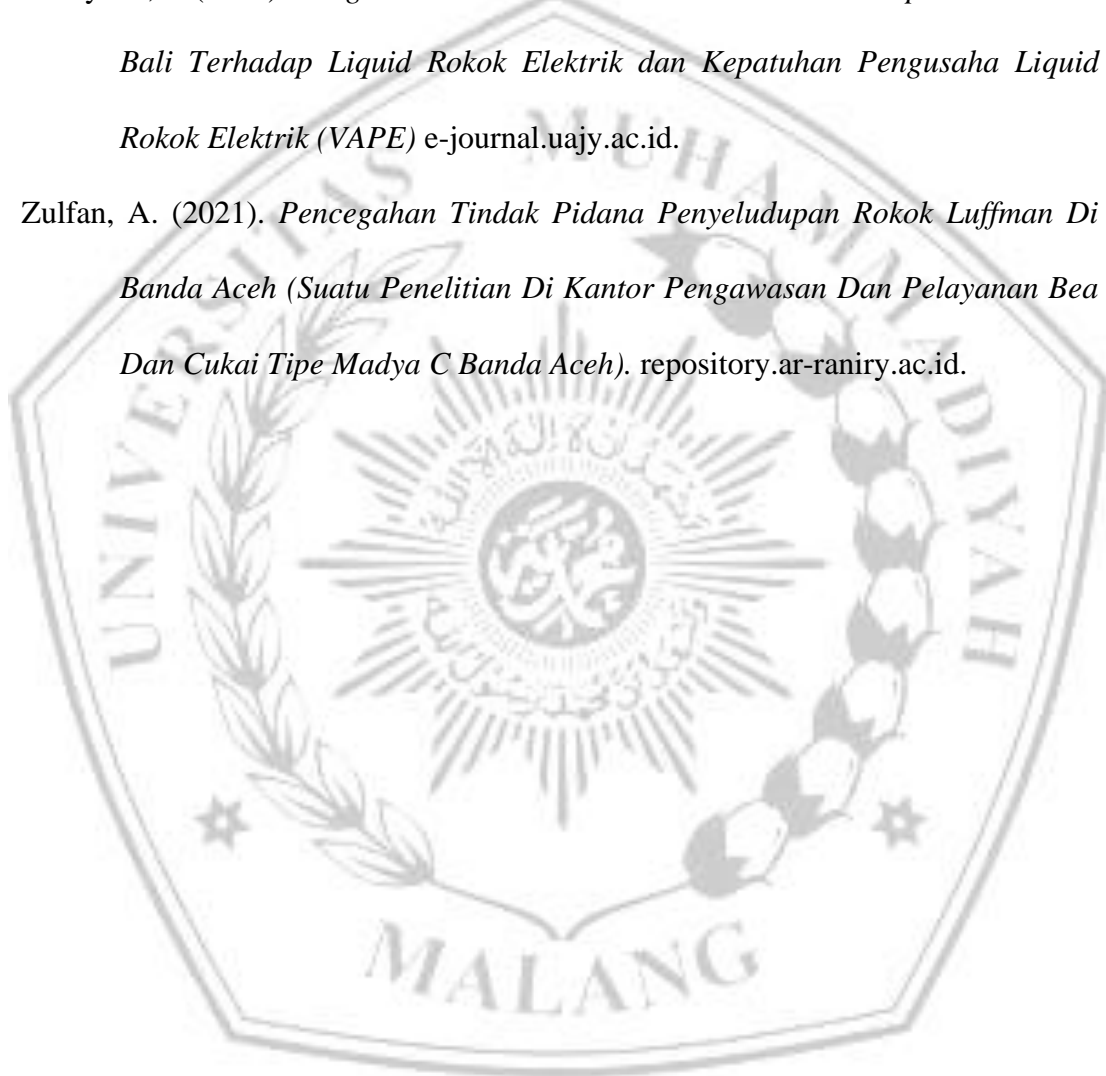 Bali Terhadap Liquid Rokok Elektrik dan Kepatuhan Pengusaha Liquid
Rokok Elektrik (VAPE) e-journal.uajy.ac.id.
Zulfan, A. (2021). Pencegahan Tindak Pidana Penyeludupan Rokok Luffman Di
Banda Aceh (Suatu Penelitian Di Kantor Pengawasan Dan Pelayanan Bea
Dan Cukai Tipe Madya C Banda Aceh). repository.ar-raniry.ac.id.
UNIVERSITAS MUHAMMADIYAH
MALANG